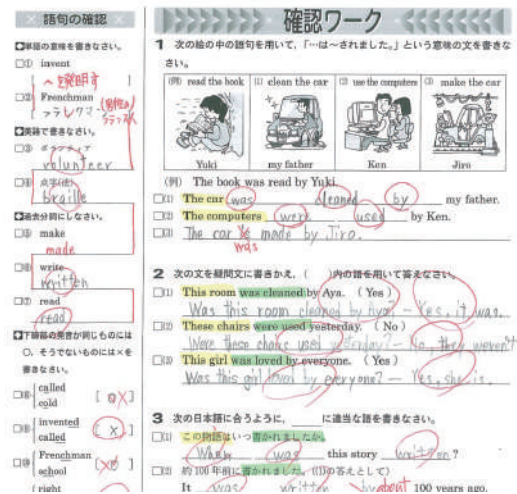 語句の確認
確認ワーク
単語の意味を書きなさい。
① invent
〜を発明する
② Frenchman
フランス人(男性の)
英語で書きなさい。
③ ボランティア
volunteer
④ 点字(法)
braille
過去分詞にしなさい。
⑤ make
made
⑥ write
written
⑦ read
read
下線部の発音が同じものには
○、そうでないものには×を
書きなさい。
⑧ called
cold
[ × ]
⑨ invented
called
[ × ]
⑩ Frenchman
school
[ × ]
right
1 次の絵の中の語句を用いて、「…は〜されました。」という意味の文を書きな
さい。
(例) read the book (1) clean the car (2) use the computers (3) make the car
Yuki my father Ken Jiro
(例) The book was read by Yuki.
(1) The car was cleaned by my father.
(2) The computers were used by Ken.
(3) The car is made by Jiro.
was
2 次の文を疑問文に書きかえ、( )内の語を用いて答えなさい。
(1) This room was cleaned by Aya. ( Yes )
Was this room cleaned by Aya? - Yes, it was.
(2) These chairs were used yesterday. ( No )
Were these chairs used yesterday? - No, they weren't
(3) This girl was loved by everyone. ( Yes )
Was this girl loved by everyone? - Yes, she is.
3 次の日本語に合うように、 に適当な語を書きなさい。
(1) この物語はいつ書かれましたか。
When was this story written ?
(2) 約100年前に書かれました。((1)の答えとして)
It was written by about 100 years ago.